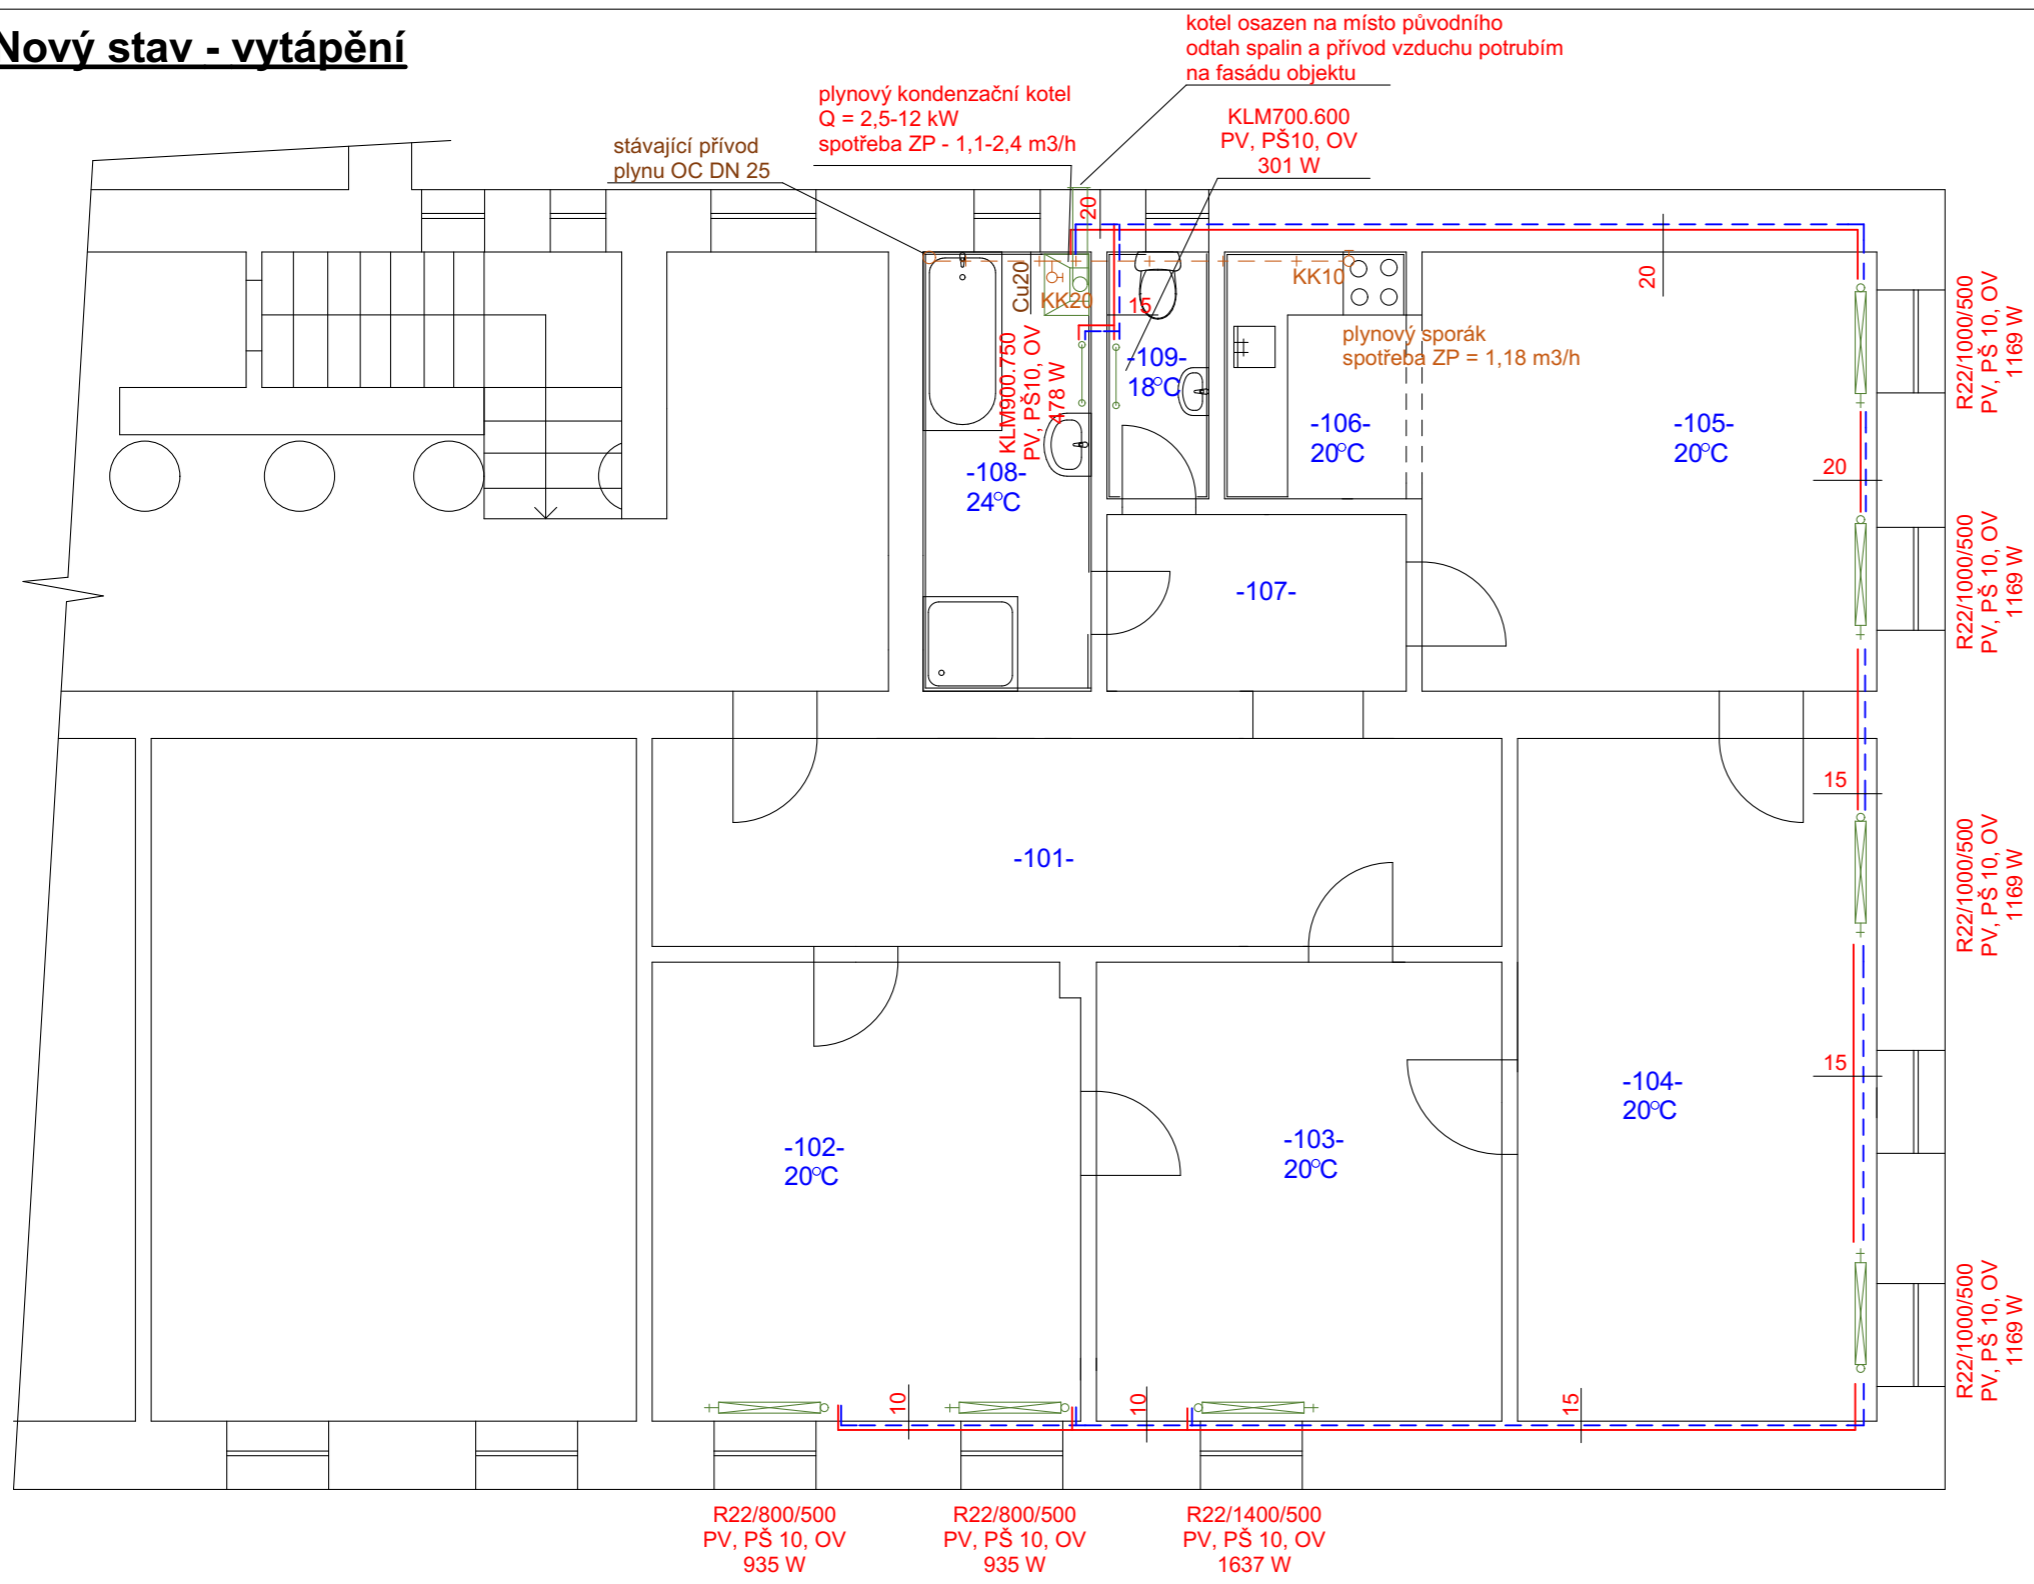 Nový stav - vytápění
kotel osazen na místo původního
odtah spalin a přívod vzduchu potrubím
na fasádu objektu
plynový kondenzační kotel
Q = 2,5-12 kW
spotřeba ZP - 1,1-2,4 m3/h
KLM700.600
PV, PŠ10, OV
301 W
stávající přívod
plynu OC DN 25
20
20
Cu20
KK20
15
KK10
plynový sporák
spotřeba ZP = 1,18 m3/h
KLM900.750
PV, PŠ10, OV
478 W
-109-
18°C
-106-
20°C
-105-
20°C
-108-
24°C
R22/1000/500
PV, PŠ 10, OV
1169 W
20
R22/1000/500
PV, PŠ 10, OV
1169 W
-107-
15
-101-
R22/1000/500
PV, PŠ 10, OV
1169 W
15
-104-
20°C
-102-
20°C
-103-
20°C
R22/1000/500
PV, PŠ 10, OV
1169 W
10
10
15
R22/800/500
PV, PŠ 10, OV
935 W
R22/800/500
PV, PŠ 10, OV
935 W
R22/1400/500
PV, PŠ 10, OV
1637 W